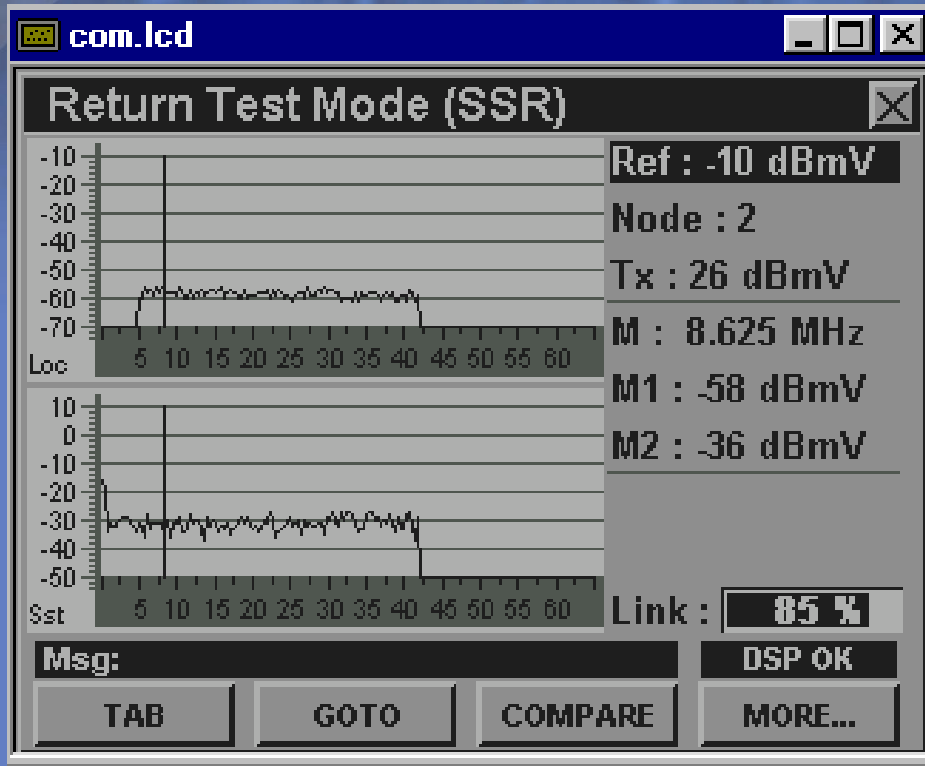 com.lcd
Return Test Mode (SSR)
-10
-20
-30
-40
-50
-60
-70
Loc
5 10 15 20 25 30 35 40 45 50 55 60
10
0
-10
-20
-30
-40
-50
Sst
5 10 15 20 25 30 35 40 45 50 55 60
Ref : -10 dBmV
Node : 2
Tx : 26 dBmV
M : 8.625 MHz
M1 : -58 dBmV
M2 : -36 dBmV
Link : 85 %
Msg:
DSP OK
TAB GOTO COMPARE MORE...